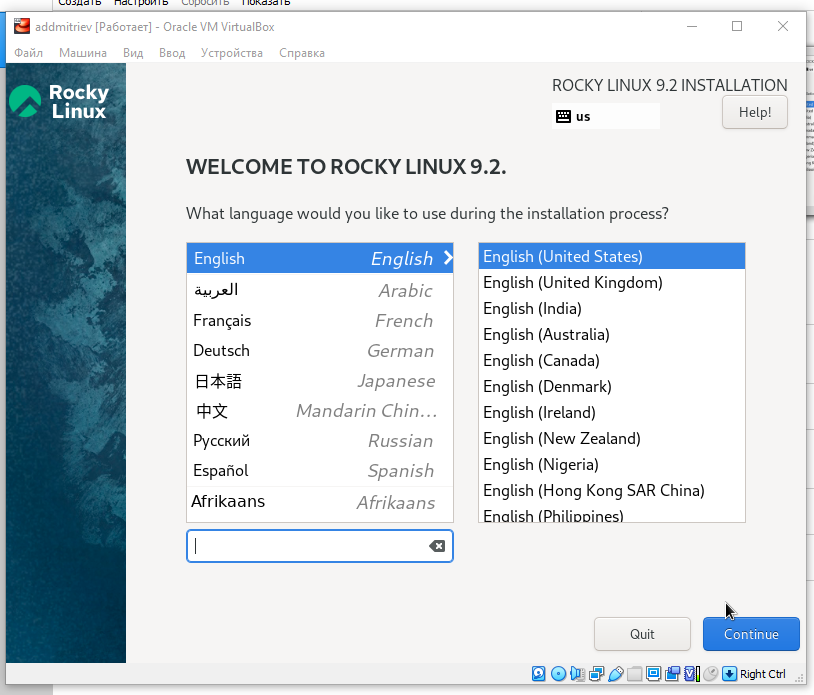 Создать Настроить Сбросить Показать
addmitriev [Работает] - Oracle VM VirtualBox
Файл Машина Вид Ввод Устройства Справка
Rocky
Linux
ROCKY LINUX 9.2 INSTALLATION
us
Help!
WELCOME TO ROCKY LINUX 9.2.
What language would you like to use during the installation process?
English English
العربية Arabic
Français French
Deutsch German
日本語 Japanese
中文 Mandarin Chin…
Русский Russian
Español Spanish
Afrikaans Afrikaans
English (United States)
English (United Kingdom)
English (India)
English (Australia)
English (Canada)
English (Denmark)
English (Ireland)
English (New Zealand)
English (Nigeria)
English (Hong Kong SAR China)
English (Philippines)
Quit Continue
Right Ctrl